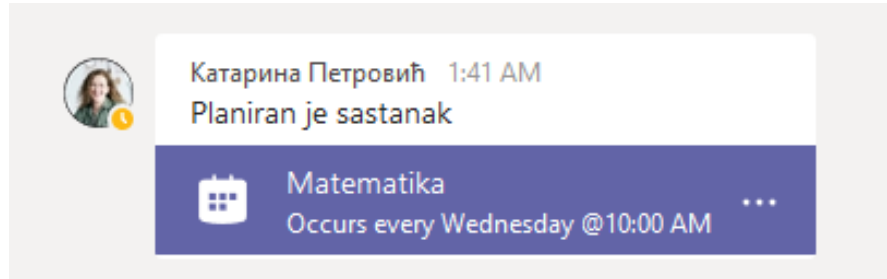 Катарина Петровић 1:41 AM
Planiran je sastanak
Matematika
Occurs every Wednesday @10:00 AM